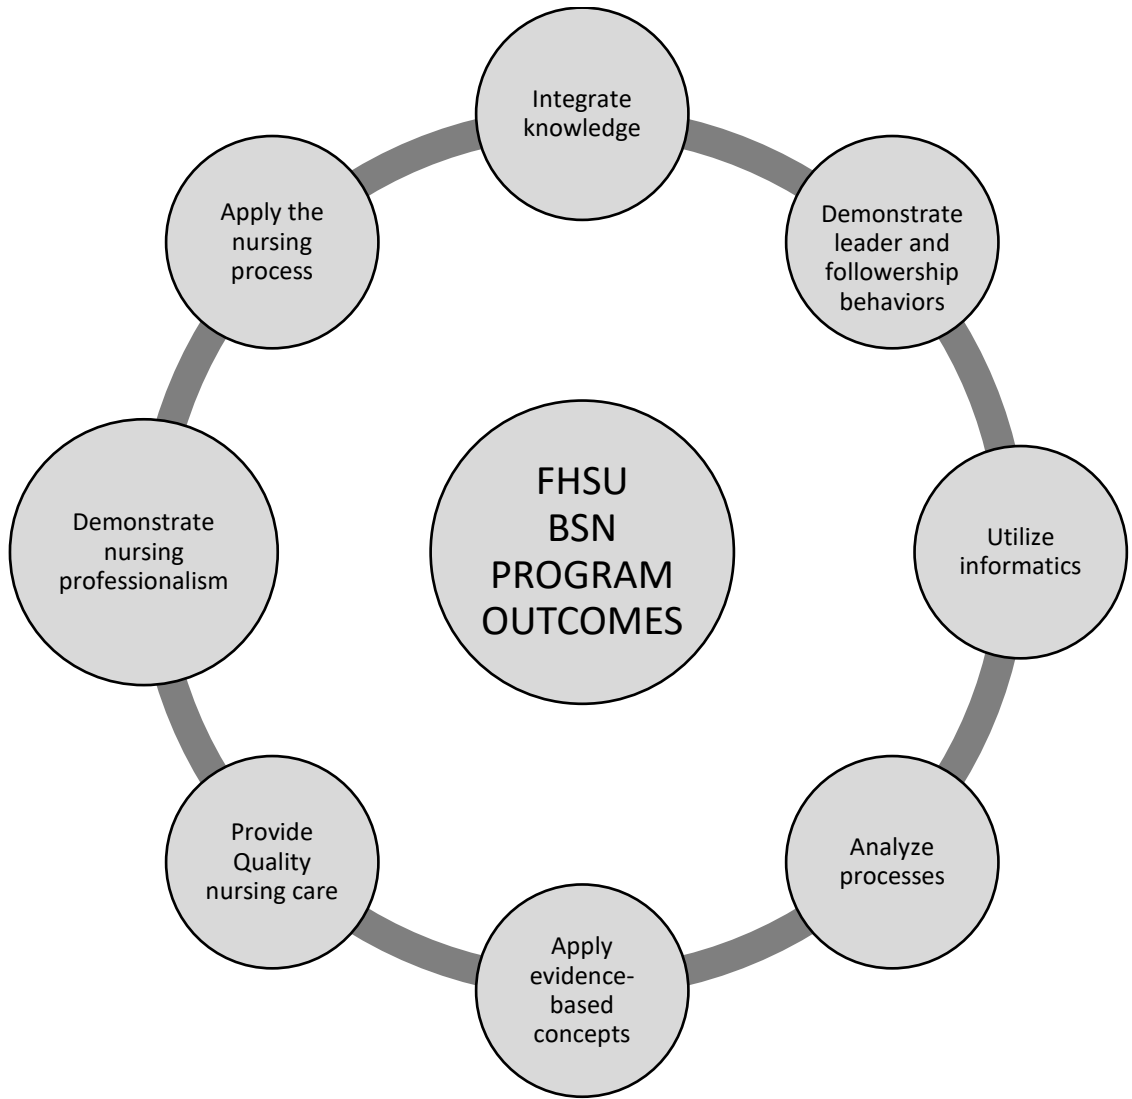 Integrate
knowledge
Demonstrate
leader and
followership
behaviors
Utilize
informatics
Analyze
processes
Apply
evidence-
based
concepts
Provide
Quality
nursing care
Demonstrate
nursing
professionalism
Apply the
nursing
process
FHSU
BSN
PROGRAM
OUTCOMES